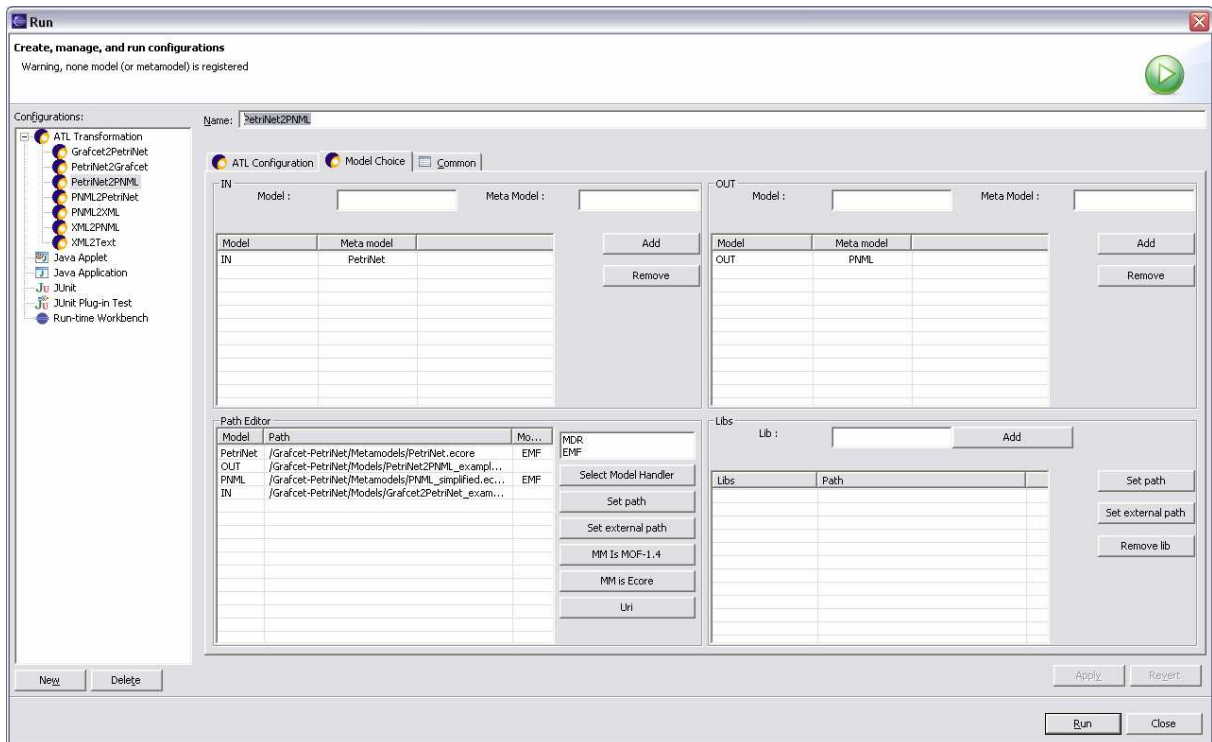 Run
Create, manage, and run configurations
Warning, none model (or metamodel) is registered
Configurations:
ATL Transformation
Grafcet2PetriNet
PetriNet2Grafcet
PetriNet2PNML
PNML2PetriNet
PNML2XML
XML2PNML
XML2Text
Java Applet
Java Application
JUnit
JUnit Plug-in Test
Run-time Workbench
New Delete
Name: PetriNet2PNML
ATL Configuration Model Choice Common
IN
Model : Meta Model :
Model Meta model
IN PetriNet
Add
Remove
OUT
Model : Meta Model :
Model Meta model
OUT PNML
Add
Remove
Path Editor
Model Path Mo...
PetriNet /Grafcet-PetriNet/Metamodels/PetriNet.ecore EMF
OUT /Grafcet-PetriNet/Models/PetriNet2PNML_exampl...
PNML /Grafcet-PetriNet/Metamodels/PNML_simplified.ec... EMF
IN /Grafcet-PetriNet/Models/Grafcet2PetriNet_exam...
MDR
EMF
Select Model Handler
Set path
Set external path
MM Is MOF-1.4
MM is Ecore
Uri
Libs
Lib : Add
Libs Path
Set path
Set external path
Remove lib
Apply Revert
Run Close